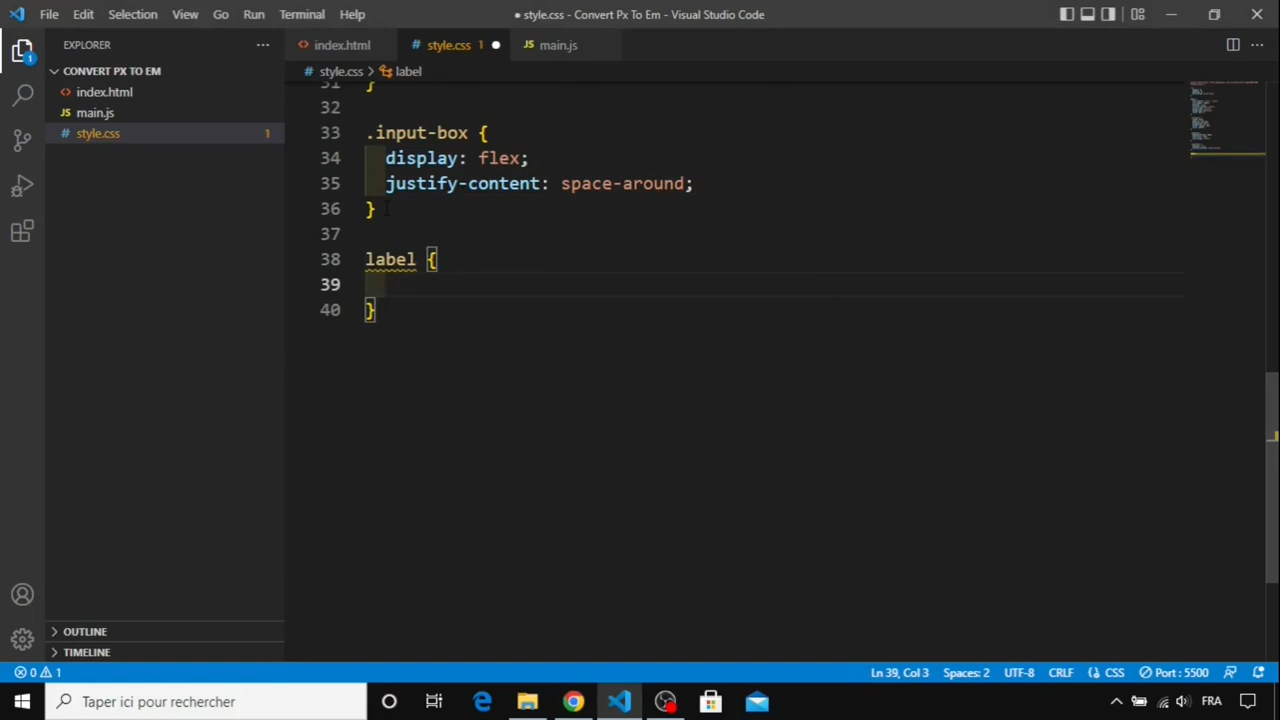 File Edit Selection View Go Run Terminal Help ● style.css - Convert Px To Em - Visual Studio Code
EXPLORER ···
index.html
# style.css 1 ●
JS main.js
CONVERT PX TO EM
index.html
JS main.js
# style.css 1
# style.css > label
31 }
32
33 .input-box {
34 display: flex;
35 justify-content: space-around;
36 }
37
38 label {
39
40 }
1
OUTLINE
TIMELINE
0 1 Ln 39, Col 3 Spaces: 2 UTF-8 CRLF CSS Port : 5500
Taper ici pour rechercher
FRA